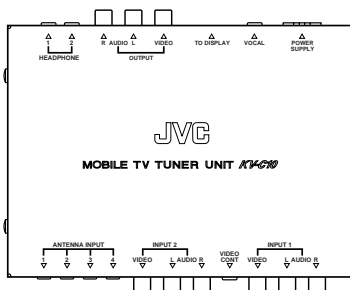 1 2 R AUDIO L VIDEO TO DISPLAY VOCAL POWER SUPPLY
HEADPHONE OUTPUT
JVC
MOBILE TV TUNER UNIT KV-C10
ANTENNA INPUT INPUT 2 VIDEO CONT INPUT 1
1 2 3 4 VIDEO L AUDIO R VIDEO L AUDIO R